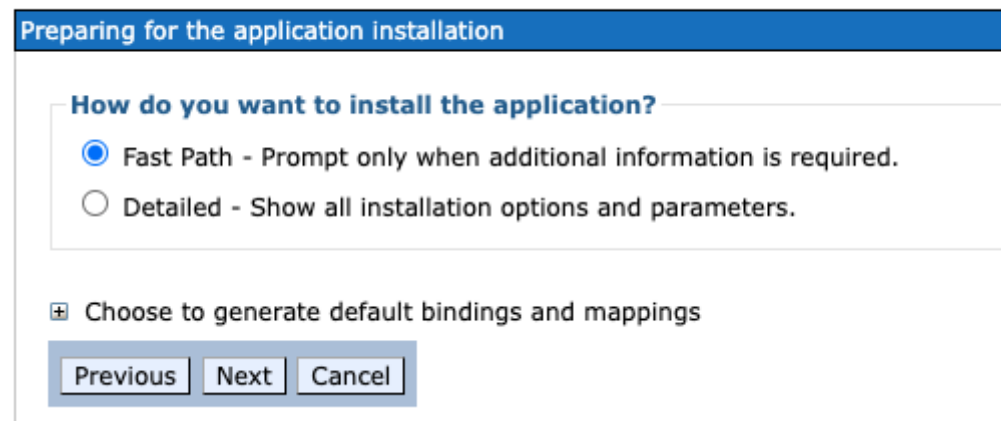 Preparing for the application installation
How do you want to install the application?
Fast Path - Prompt only when additional information is required.
Detailed - Show all installation options and parameters.
Choose to generate default bindings and mappings
Previous Next Cancel